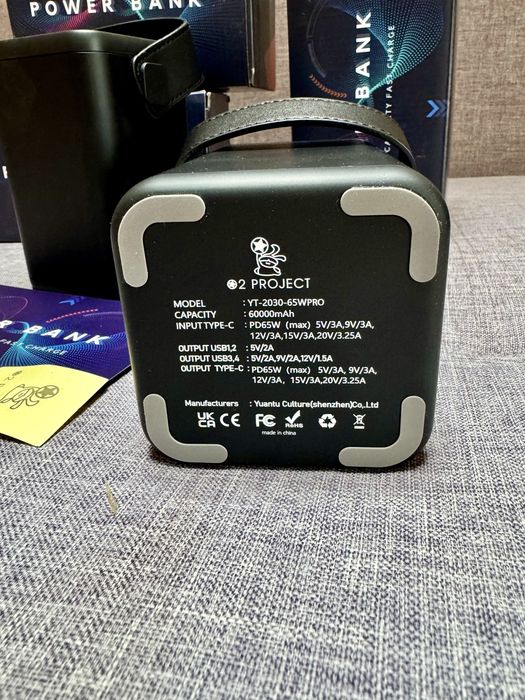 POWER BANK
BANK
CITY FAST CHARGE
2 PROJECT
MODEL : YT-2030-65WPRO
CAPACITY : 60000mAh
INPUT TYPE-C : PD65W (max) 5V/3A,9V/3A,
12V/3A,15V/3A,20V/3.25A
OUTPUT USB1,2 : 5V/2A
OUTPUT USB3,4 : 5V/2A,9V/2A,12V/1.5A
OUTPUT TYPE-C : PD65W (max) 5V/3A, 9V/3A,
12V/3A, 15V/3A,20V/3.25A
Manufacturers : Yuantu Culture(shenzhen)Co,.Ltd
UK CA CE FC RoHS
made in china
R BANK
FAST CHARGE